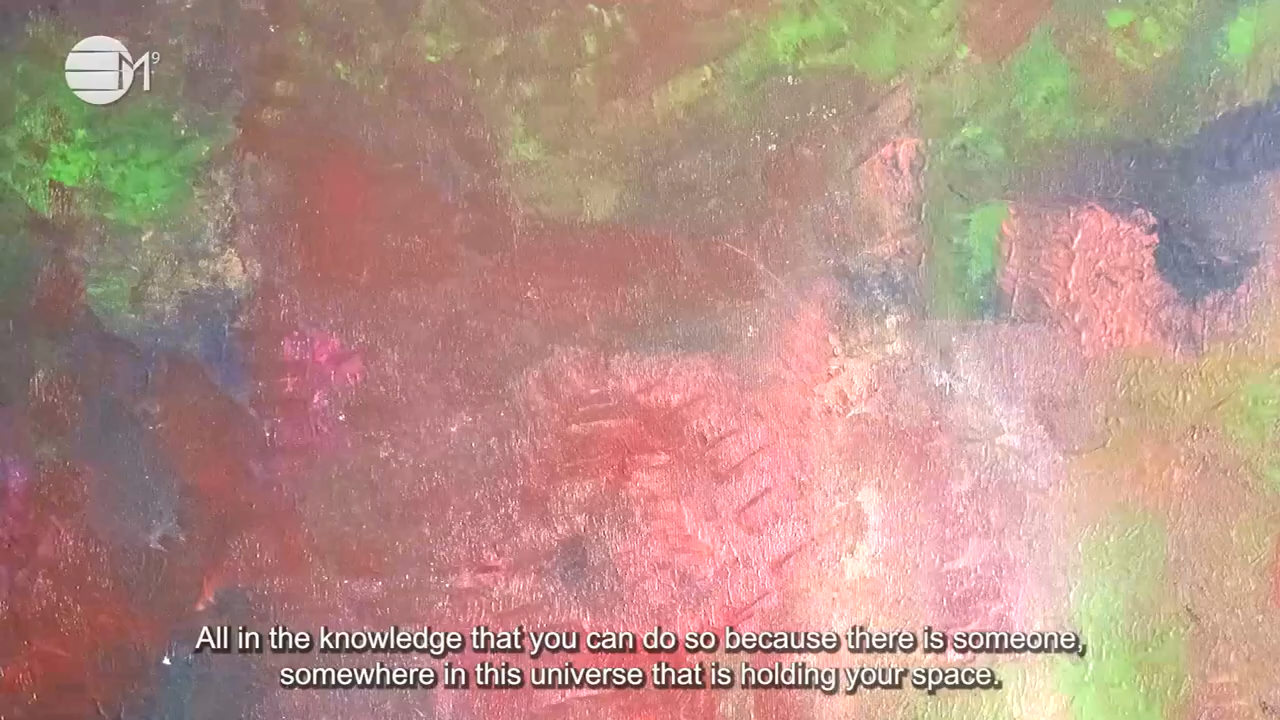 M9
All in the knowledge that you can do so because there is someone,
somewhere in this universe that is holding your space.